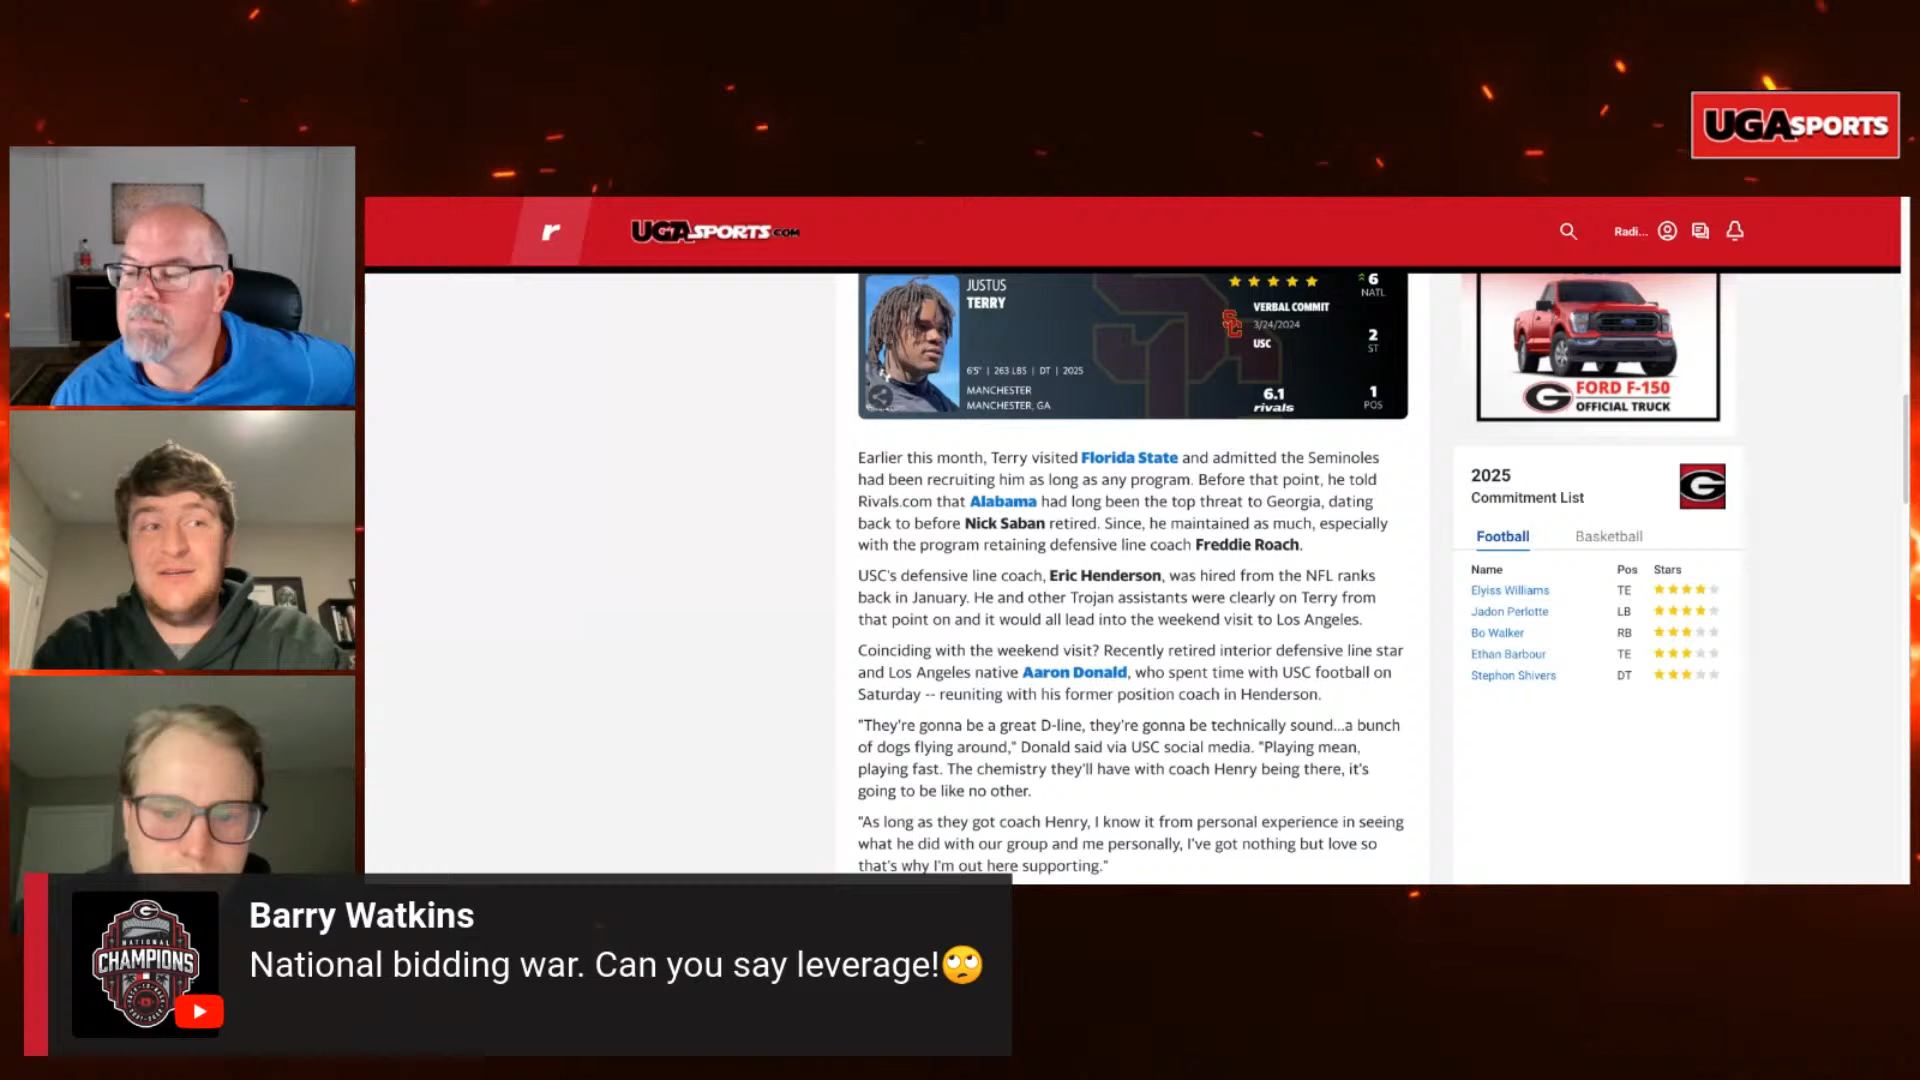 UGASPORTS
r
UGASPORTS.COM
Radi...
JUSTUS
TERRY
6'5" | 263 LBS | DT | 2025
MANCHESTER
MANCHESTER, GA
VERBAL COMMIT
3/24/2024
USC
6.1
rivals
6
NATL
2
ST
1
POS
Earlier this month, Terry visited Florida State and admitted the Seminoles
had been recruiting him as long as any program. Before that point, he told
Rivals.com that Alabama had long been the top threat to Georgia, dating
back to before Nick Saban retired. Since, he maintained as much, especially
with the program retaining defensive line coach Freddie Roach.
USC's defensive line coach, Eric Henderson, was hired from the NFL ranks
back in January. He and other Trojan assistants were clearly on Terry from
that point on and it would all lead into the weekend visit to Los Angeles.
Coinciding with the weekend visit? Recently retired interior defensive line star
and Los Angeles native Aaron Donald, who spent time with USC football on
Saturday -- reuniting with his former position coach in Henderson.
"They're gonna be a great D-line, they're gonna be technically sound...a bunch
of dogs flying around," Donald said via USC social media. "Playing mean,
playing fast. The chemistry they'll have with coach Henry being there, it's
going to be like no other.
"As long as they got coach Henry, I know it from personal experience in seeing
what he did with our group and me personally, I've got nothing but love so
that's why I'm out here supporting."
G FORD F-150
OFFICIAL TRUCK
2025
Commitment List
G
Football Basketball
Name Pos Stars
Elyiss Williams TE
Jadon Perlotte LB
Bo Walker RB
Ethan Barbour TE
Stephon Shivers DT
NATIONAL
CHAMPIONS
Barry Watkins
National bidding war. Can you say leverage!🙄